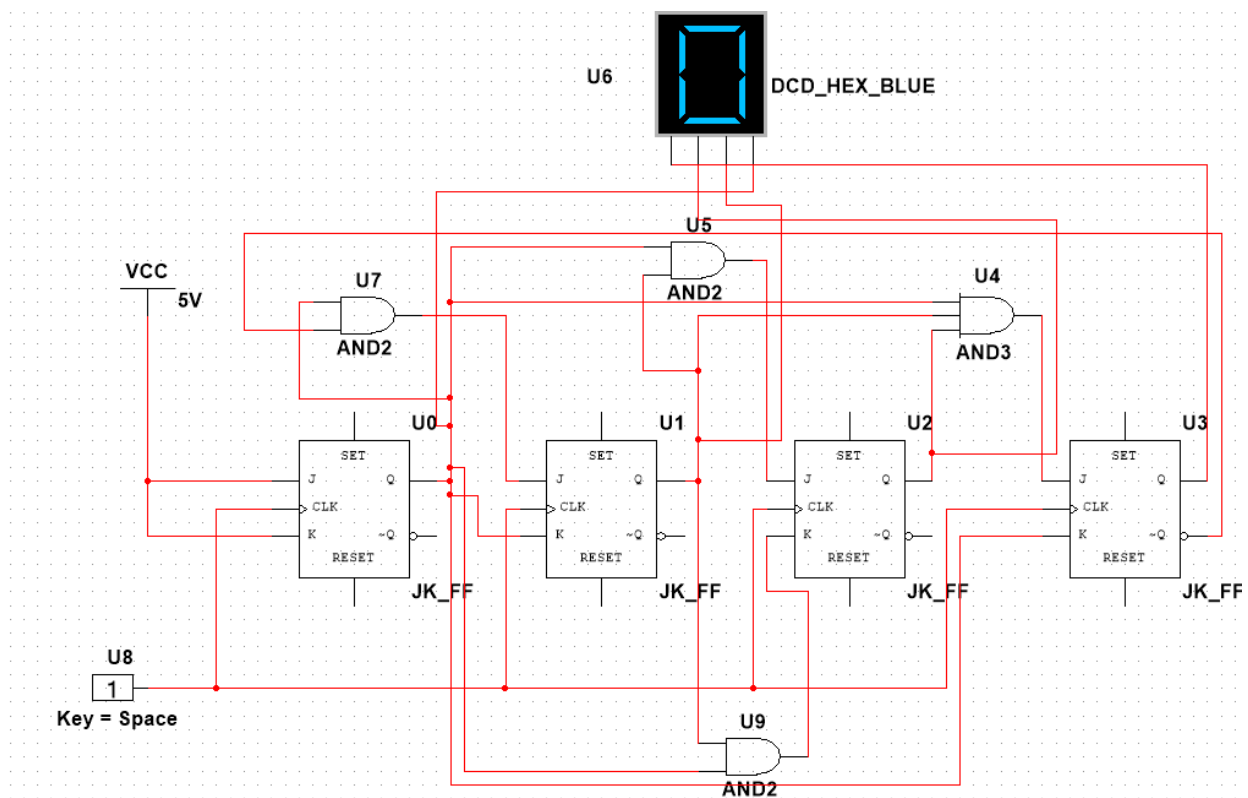 U6
DCD_HEX_BLUE
U5
AND2
VCC
5V
U7
AND2
U4
AND3
U0
SET
J
Q
CLK
K
~Q
RESET
JK_FF
U1
SET
J
Q
CLK
K
~Q
RESET
JK_FF
U2
SET
J
Q
CLK
K
~Q
RESET
JK_FF
U3
SET
J
Q
CLK
K
~Q
RESET
JK_FF
U8
1
Key = Space
U9
AND2
0